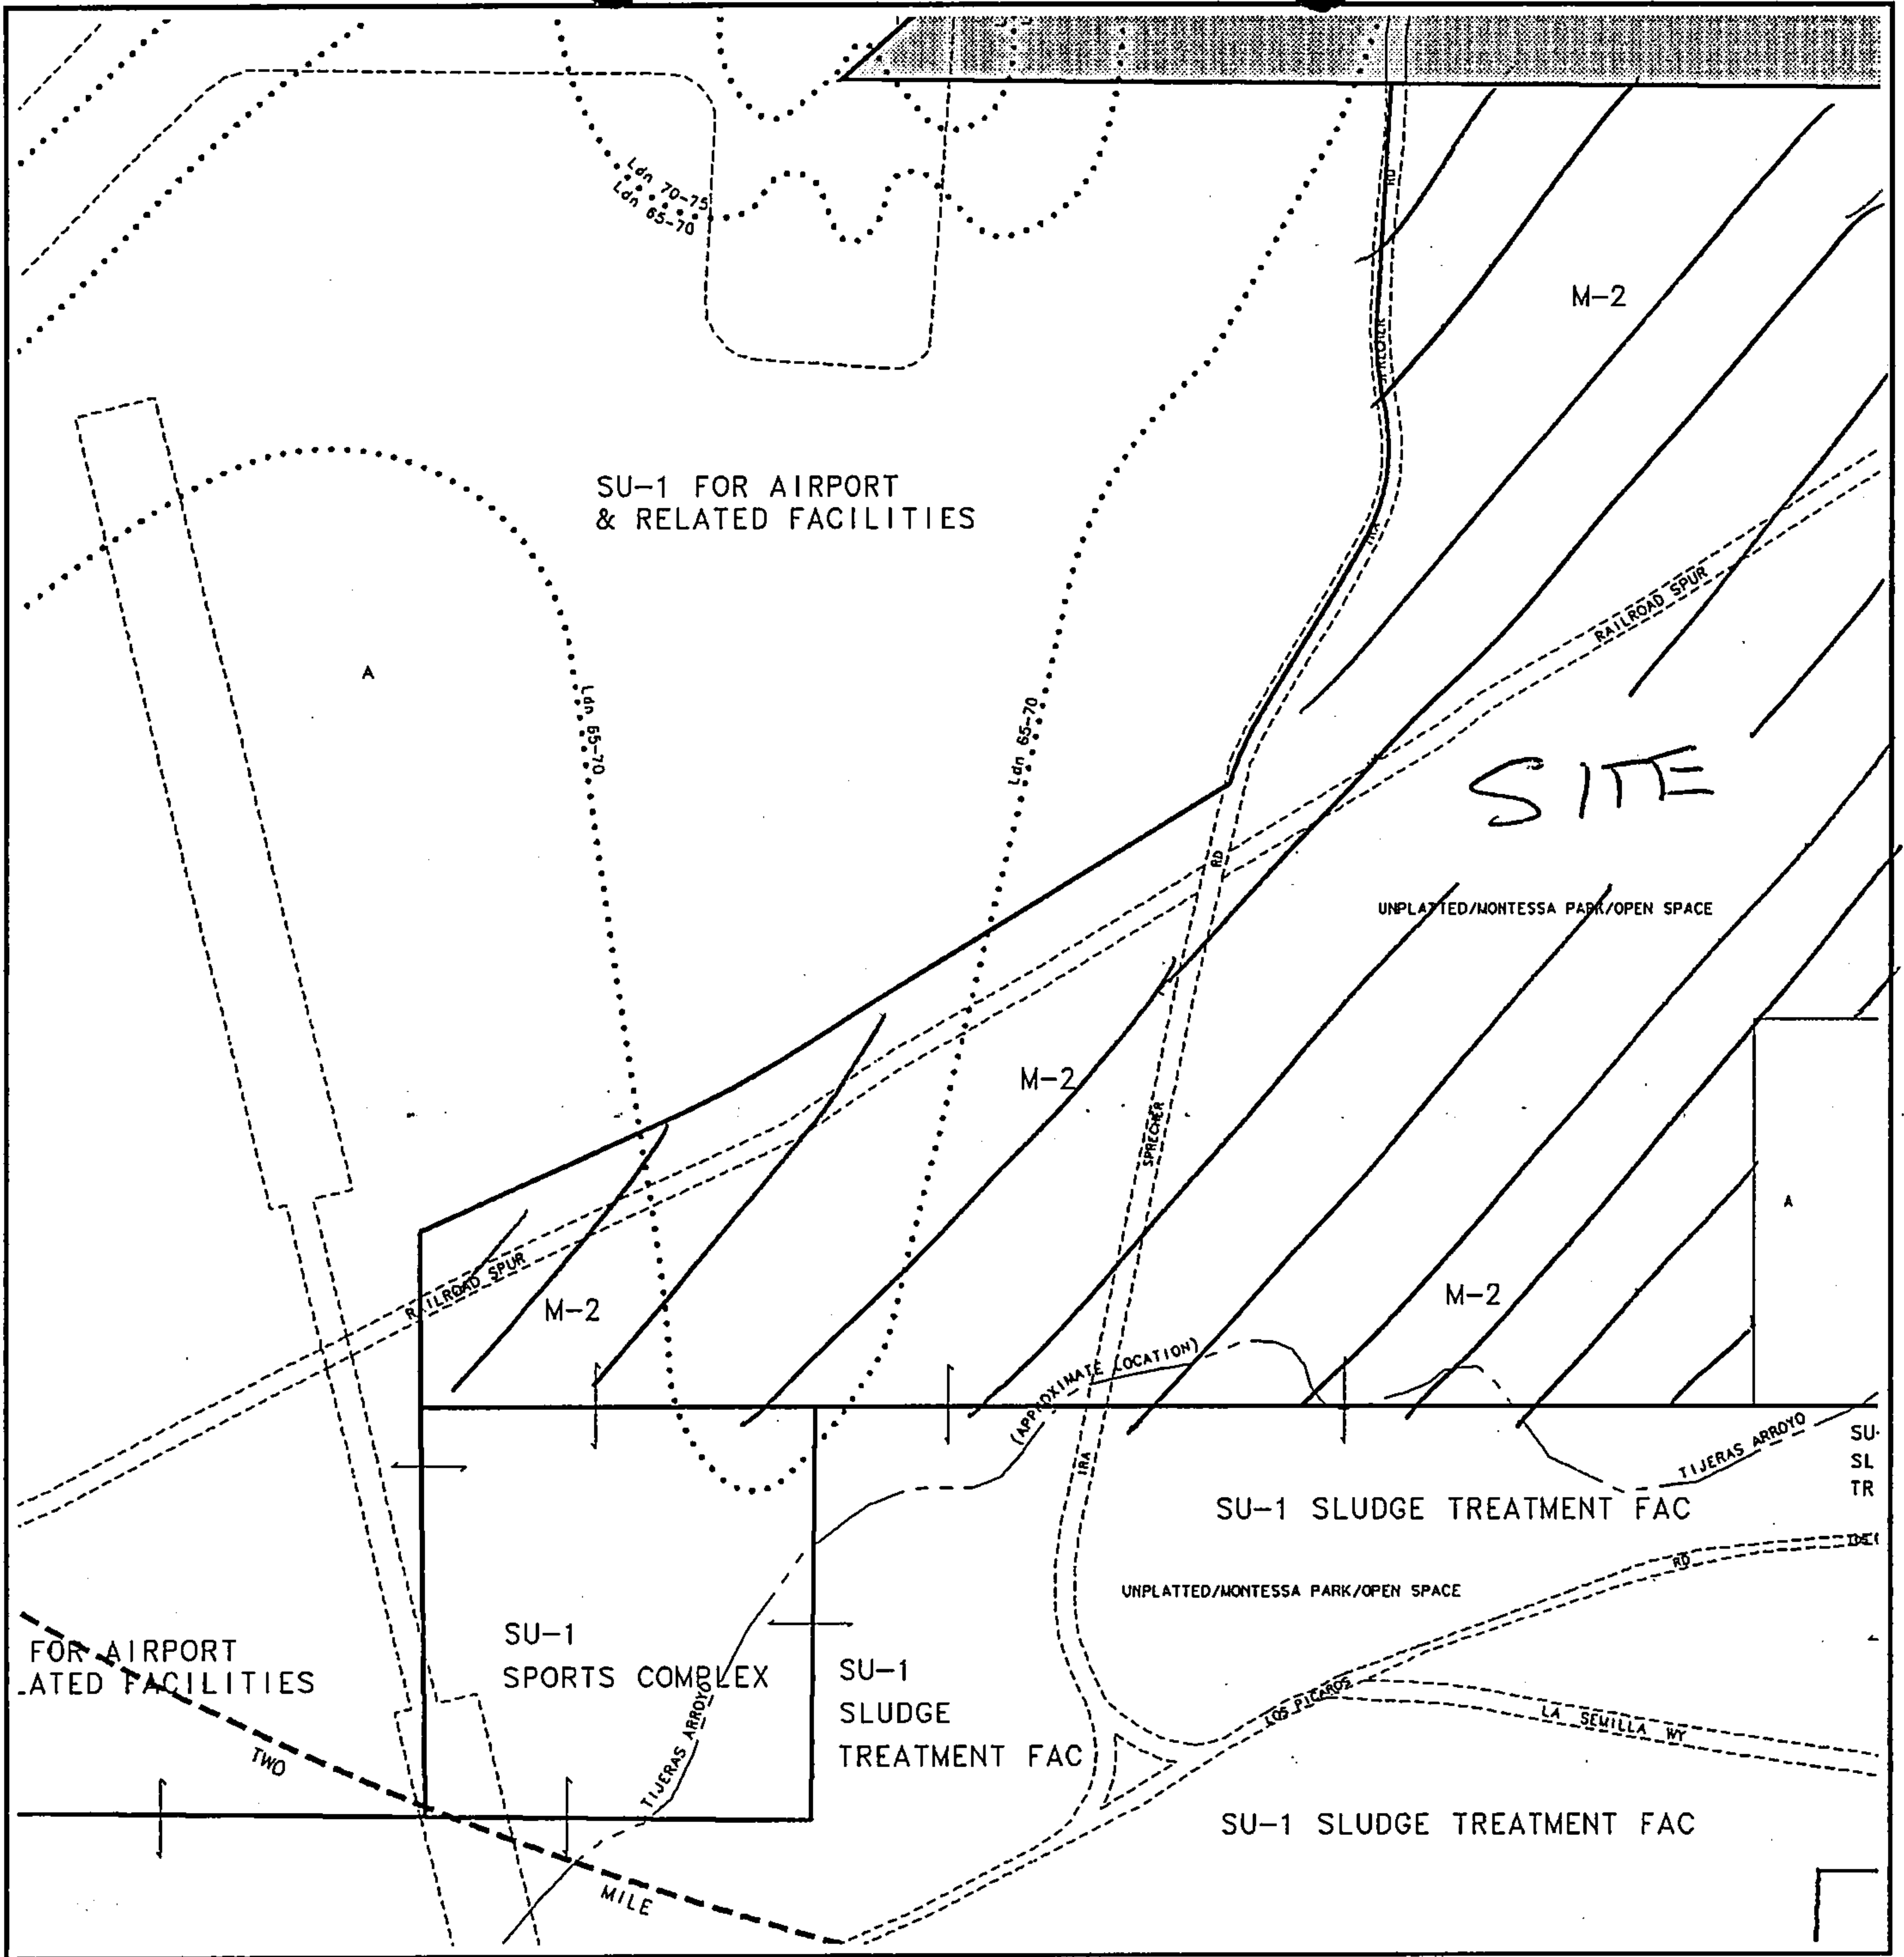 Ldn 70-75
Ldn 65-70
RD
M-2
SPRECHER
SU-1 FOR AIRPORT
& RELATED FACILITIES
IRA
RAILROAD SPUR
A
Ldn 65-70
Ldn 65-70
SITE
RD
UNPLATTED/MONTESSA PARK/OPEN SPACE
M-2
SPRECHER
A
RAILROAD SPUR
M-2
M-2
(APPROXIMATE LOCATION)
TIJERAS ARROYO
IRA
SU-
SL
TR
SU-1 SLUDGE TREATMENT FAC
RD
UNPLATTED/MONTESSA PARK/OPEN SPACE
FOR AIRPORT
ATED FACILITIES
SU-1
SPORTS COMPLEX
SU-1
SLUDGE
TREATMENT FAC
TIJERAS ARROYO
LOS PICAROS
LA SEMILLA WY
TWO
MILE
SU-1 SLUDGE TREATMENT FAC